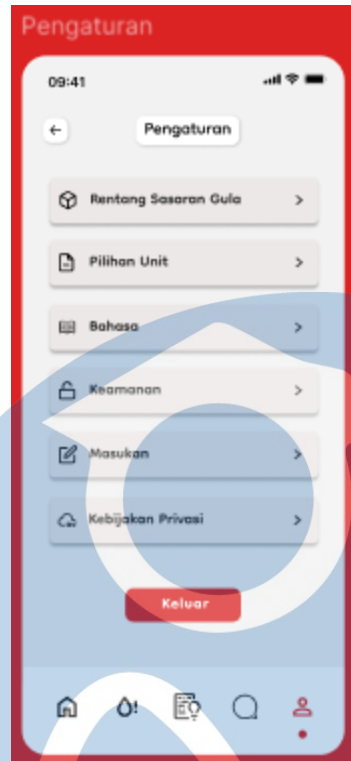 Pengaturan
09:41
Pengaturan
Rentang Sasaran Gula
Pilihan Unit
Bahasa
Keamanan
Masukan
Kebijakan Privasi
Keluar